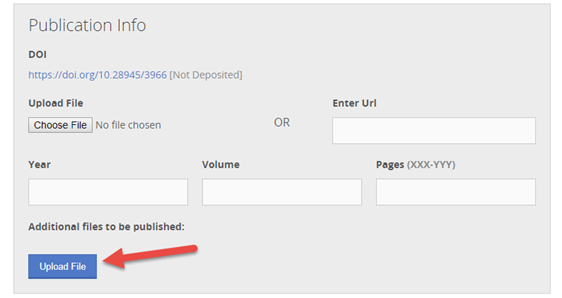 Publication Info
DOI
https://doi.org/10.28945/3966 [Not Deposited]
Upload File
Choose File No file chosen
OR
Enter Url
Year
Volume
Pages (XXX-YYY)
Additional files to be published:
Upload File